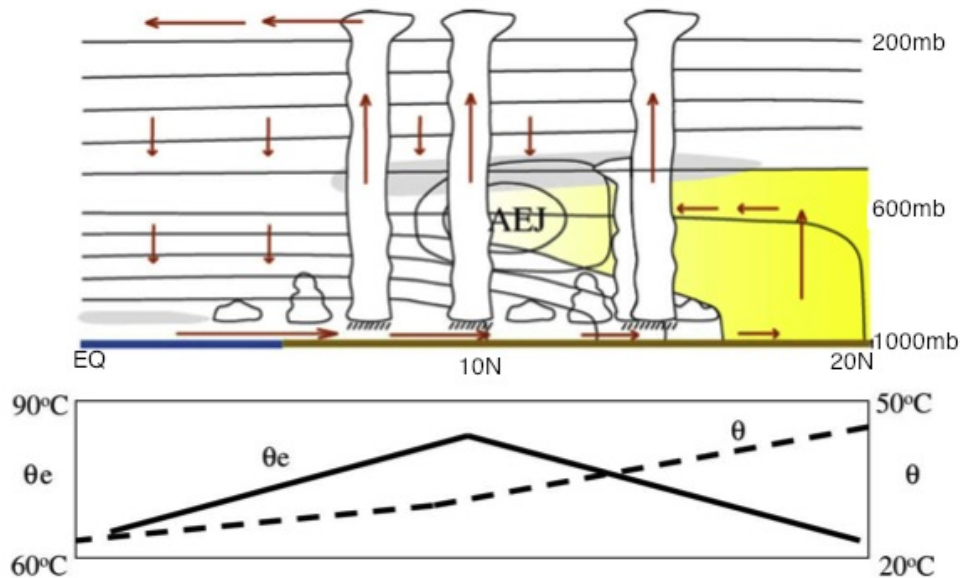 200mb
AEJ
600mb
1000mb
EQ
10N
20N
90°C
50°C
θe
θ
θe
θ
60°C
20°C